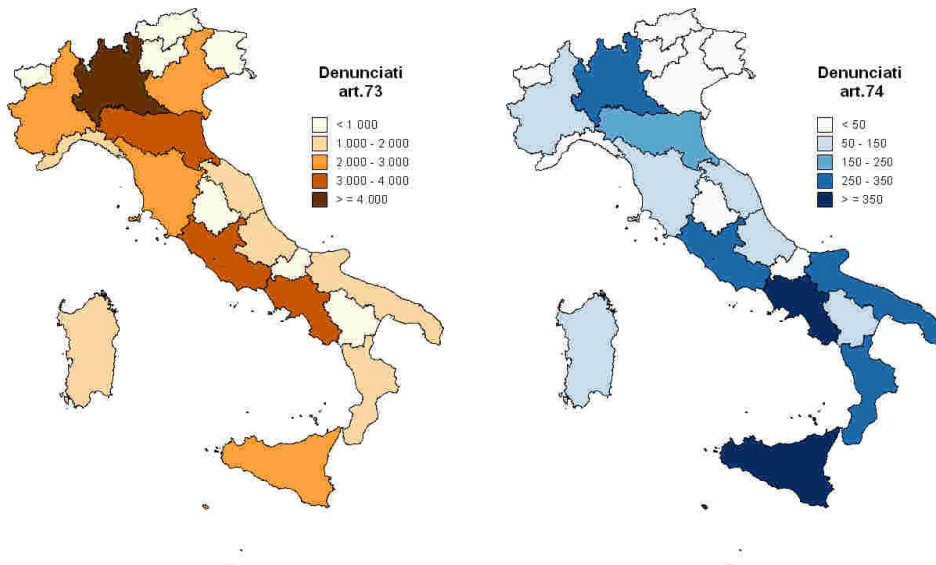 Denunciati
art.73
< 1 000
1 000 - 2 000
2 000 - 3 000
3 000 - 4 000
> = 4 000
Denunciati
art.74
< 50
50 - 150
150 - 250
250 - 350
> = 350